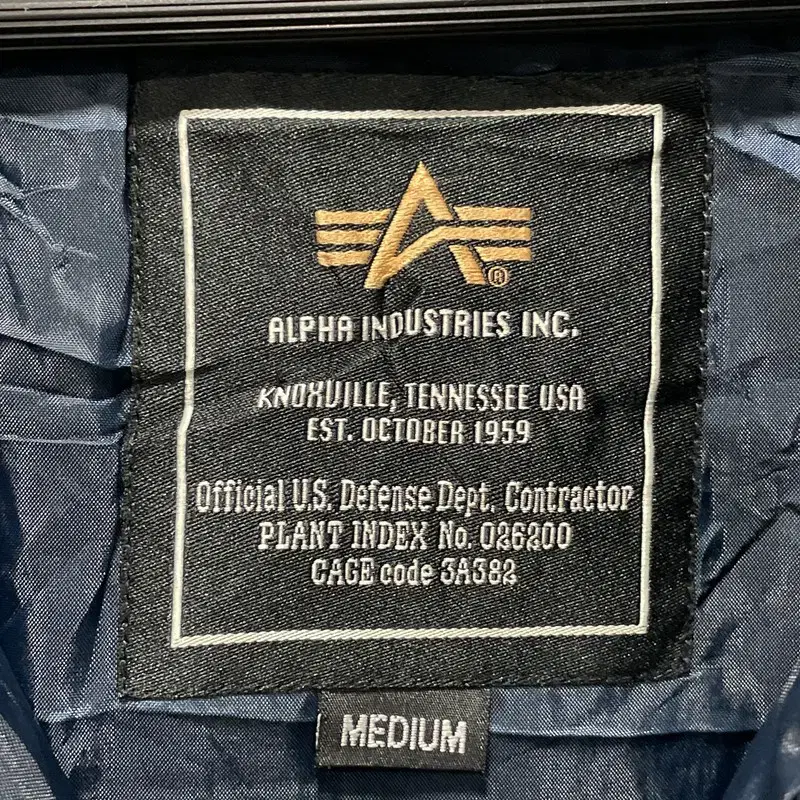 ®
ALPHA INDUSTRIES INC.
KNOXVILLE, TENNESSEE USA
EST. OCTOBER 1959
Official U.S. Defense Dept. Contractor
PLANT INDEX No. 026200
CAGE code 3A382
MEDIUM